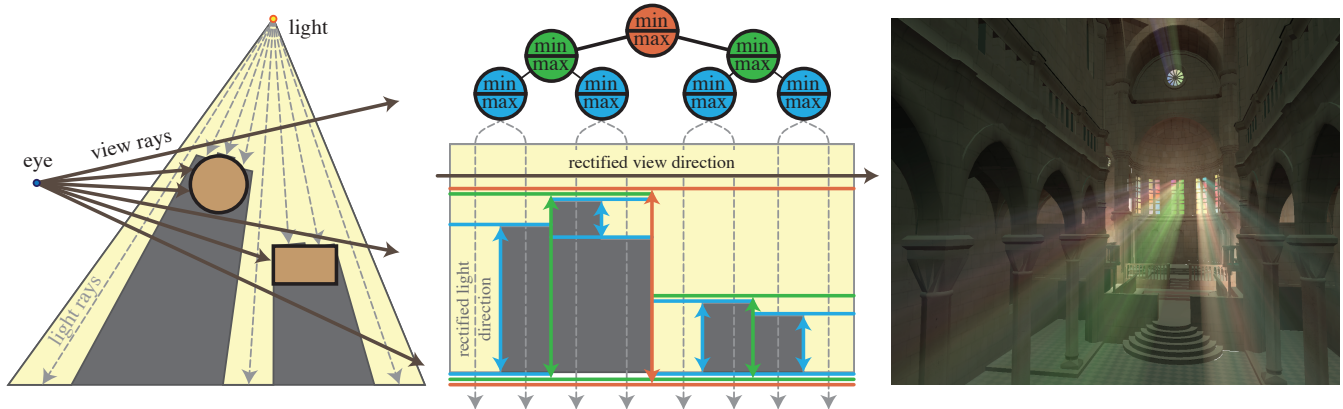 light
view rays
eye
light rays
min
max
min
max
min
max
min
max
min
max
min
max
min
max
rectified view direction
rectified light
direction